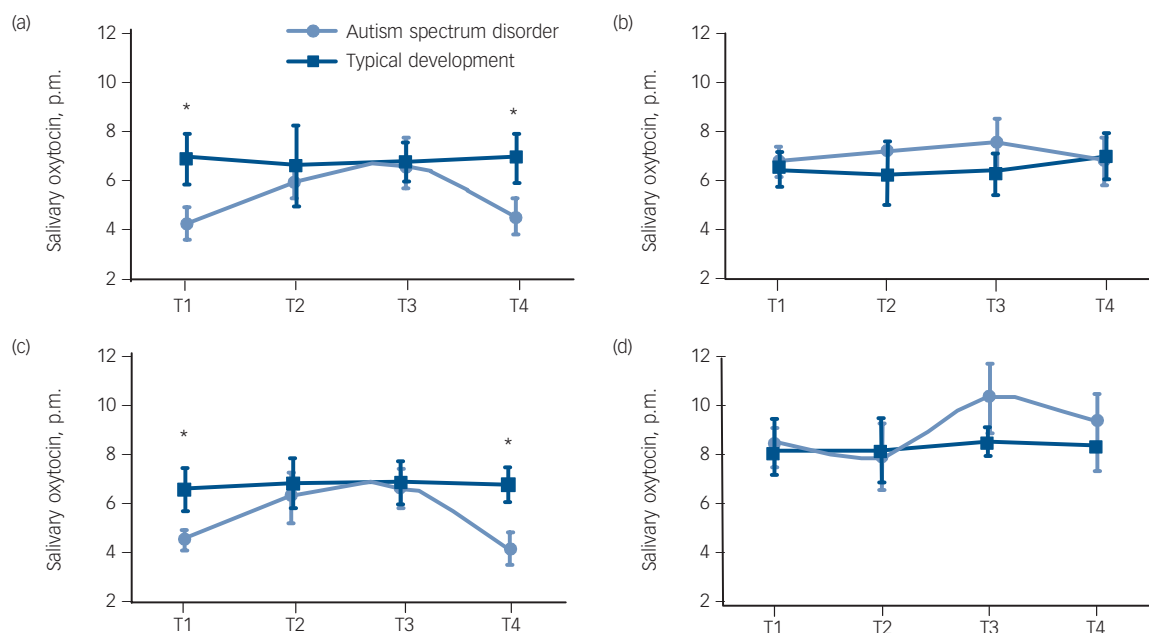 (a)
12
10
8
6
4
2
Salivary oxytocin, p.m.
Autism spectrum disorder
Typical development
*
*
T1 T2 T3 T4
(b)
12
10
8
6
4
2
Salivary oxytocin, p.m.
T1 T2 T3 T4
(c)
12
10
8
6
4
2
Salivary oxytocin, p.m.
*
*
T1 T2 T3 T4
(d)
12
10
8
6
4
2
Salivary oxytocin, p.m.
T1 T2 T3 T4